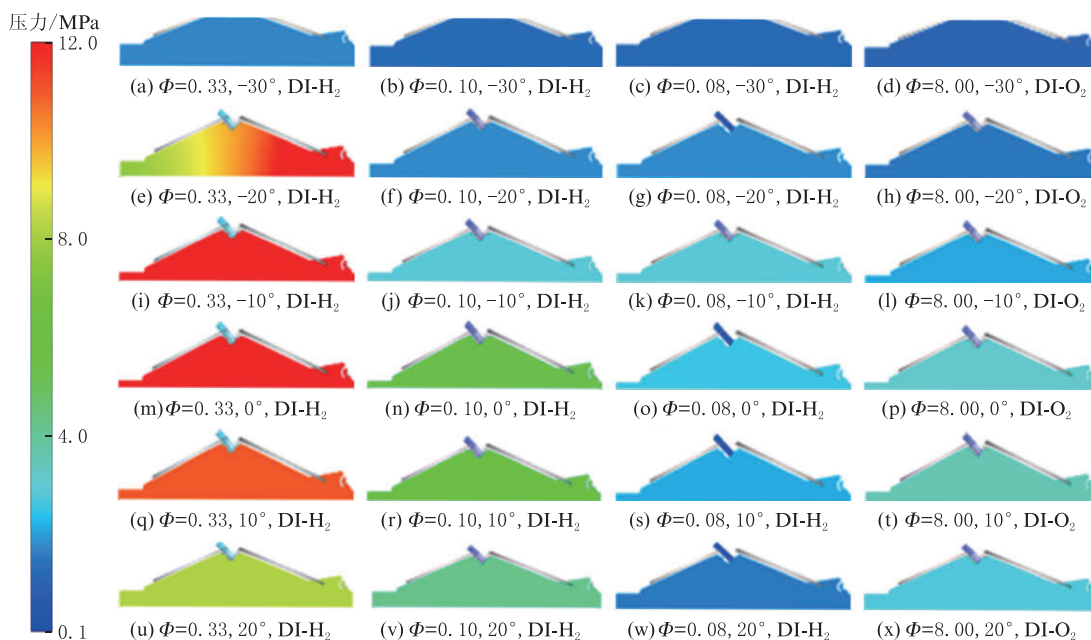 压力/MPa
12.0
8.0
4.0
0.1
(a) Φ=0.33, -30°, DI-H₂ (b) Φ=0.10, -30°, DI-H₂ (c) Φ=0.08, -30°, DI-H₂ (d) Φ=8.00, -30°, DI-O₂
(e) Φ=0.33, -20°, DI-H₂ (f) Φ=0.10, -20°, DI-H₂ (g) Φ=0.08, -20°, DI-H₂ (h) Φ=8.00, -20°, DI-O₂
(i) Φ=0.33, -10°, DI-H₂ (j) Φ=0.10, -10°, DI-H₂ (k) Φ=0.08, -10°, DI-H₂ (l) Φ=8.00, -10°, DI-O₂
(m) Φ=0.33, 0°, DI-H₂ (n) Φ=0.10, 0°, DI-H₂ (o) Φ=0.08, 0°, DI-H₂ (p) Φ=8.00, 0°, DI-O₂
(q) Φ=0.33, 10°, DI-H₂ (r) Φ=0.10, 10°, DI-H₂ (s) Φ=0.08, 10°, DI-H₂ (t) Φ=8.00, 10°, DI-O₂
(u) Φ=0.33, 20°, DI-H₂ (v) Φ=0.10, 20°, DI-H₂ (w) Φ=0.08, 20°, DI-H₂ (x) Φ=8.00, 20°, DI-O₂